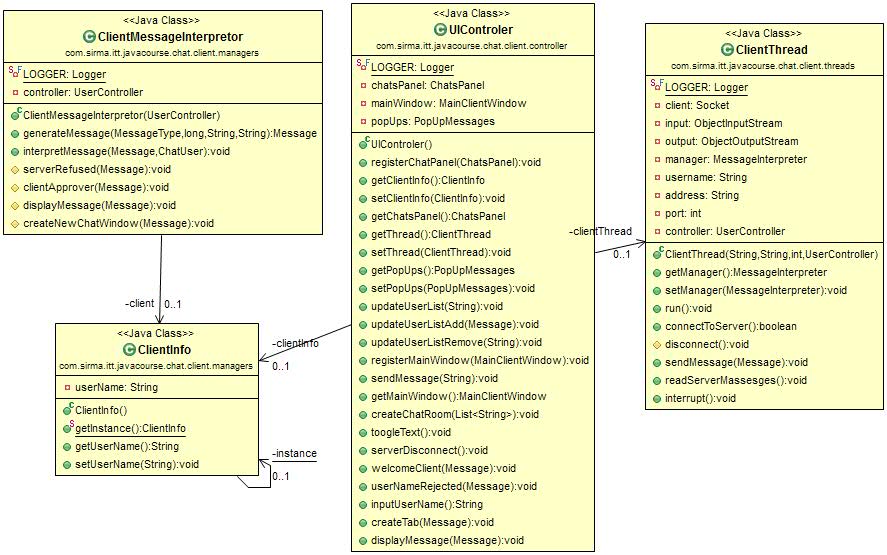 <<Java Class>>
ClientMessageInterpretor
com.sirma.itt.javacourse.chat.client.managers
LOGGER: Logger
controller: UserController
ClientMessageInterpretor(UserController)
generateMessage(MessageType,long,String,String):Message
interpretMessage(Message,ChatUser):void
serverRefused(Message):void
clientApprover(Message):void
displayMessage(Message):void
createNewChatWindow(Message):void
-client
0..1
<<Java Class>>
ClientInfo
com.sirma.itt.javacourse.chat.client.managers
userName: String
ClientInfo()
getInstance():ClientInfo
getUserName():String
setUserName(String):void
-instance
0..1
-clientInfo
0..1
<<Java Class>>
UIControler
com.sirma.itt.javacourse.chat.client.controller
LOGGER: Logger
chatsPanel: ChatsPanel
mainWindow: MainClientWindow
popUps: PopUpMessages
UIControler()
registerChatPanel(ChatsPanel):void
getClientInfo():ClientInfo
setClientInfo(ClientInfo):void
getChatsPanel():ChatsPanel
getThread():ClientThread
setThread(ClientThread):void
getPopUps():PopUpMessages
setPopUps(PopUpMessages):void
updateUserList(String):void
updateUserListAdd(Message):void
updateUserListRemove(String):void
registerMainWindow(MainClientWindow):void
sendMessage(String):void
getMainWindow():MainClientWindow
createChatRoom(List<String>):void
toogleText():void
serverDisconnect():void
welcomeClient(Message):void
userNameRejected(Message):void
inputUserName():String
createTab(Message):void
displayMessage(Message):void
-clientThread
0..1
<<Java Class>>
ClientThread
com.sirma.itt.javacourse.chat.client.threads
LOGGER: Logger
client: Socket
input: ObjectInputStream
output: ObjectOutputStream
manager: MessageInterpreter
username: String
address: String
port: int
controller: UserController
ClientThread(String,String,int,UserController)
getManager():MessageInterpreter
setManager(MessageInterpreter):void
run():void
connectToServer():boolean
disconnect():void
sendMessage(Message):void
readServerMassesges():void
interrupt():void